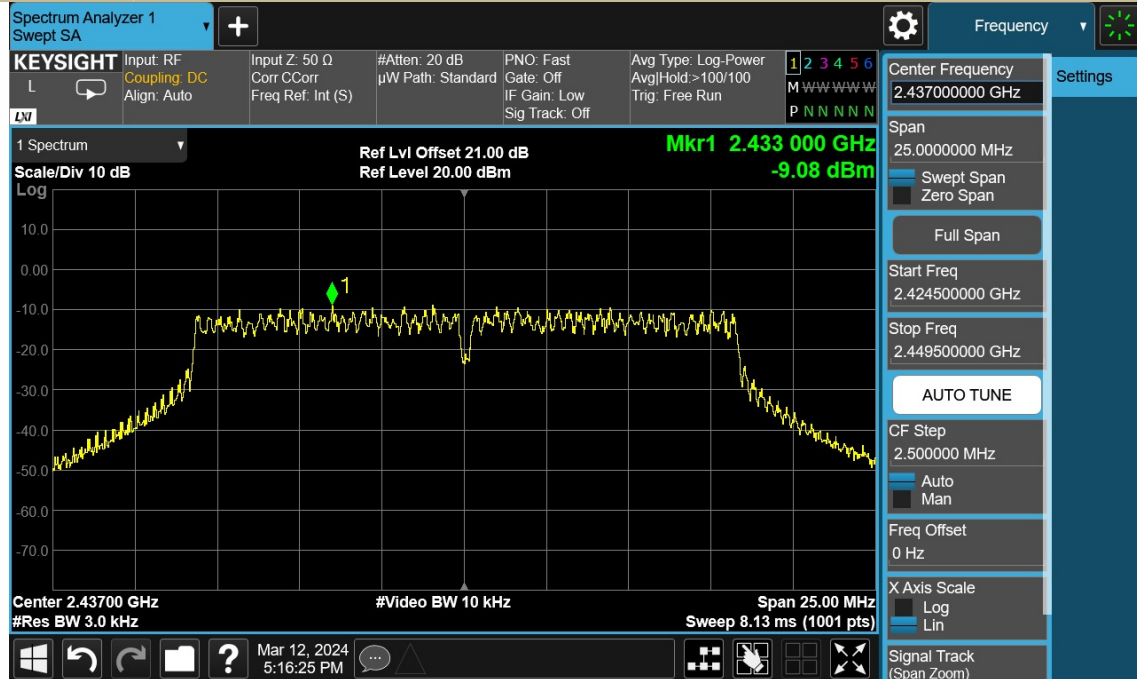 Spectrum Analyzer 1
Swept SA
+
Frequency
KEYSIGHT
L
LXI
Input: RF
Coupling: DC
Align: Auto
Input Z: 50 Ω
Corr CCorr
Freq Ref: Int (S)
#Atten: 20 dB
µW Path: Standard
PNO: Fast
Gate: Off
IF Gain: Low
Sig Track: Off
Avg Type: Log-Power
Avg|Hold:>100/100
Trig: Free Run
1 2 3 4 5 6
M W W W W W
P N N N N N
1 Spectrum
Scale/Div 10 dB
Ref Lvl Offset 21.00 dB
Ref Level 20.00 dBm
Mkr1 2.433 000 GHz
-9.08 dBm
Log
10.0
0.00
-10.0
-20.0
-30.0
-40.0
-50.0
-60.0
-70.0
1
Center 2.43700 GHz
#Res BW 3.0 kHz
#Video BW 10 kHz
Span 25.00 MHz
Sweep 8.13 ms (1001 pts)
?
Mar 12, 2024
5:16:25 PM
Center Frequency
2.437000000 GHz
Span
25.0000000 MHz
Swept Span
Zero Span
Full Span
Start Freq
2.424500000 GHz
Stop Freq
2.449500000 GHz
AUTO TUNE
CF Step
2.500000 MHz
Auto
Man
Freq Offset
0 Hz
X Axis Scale
Log
Lin
Signal Track
(Span Zoom)
Settings